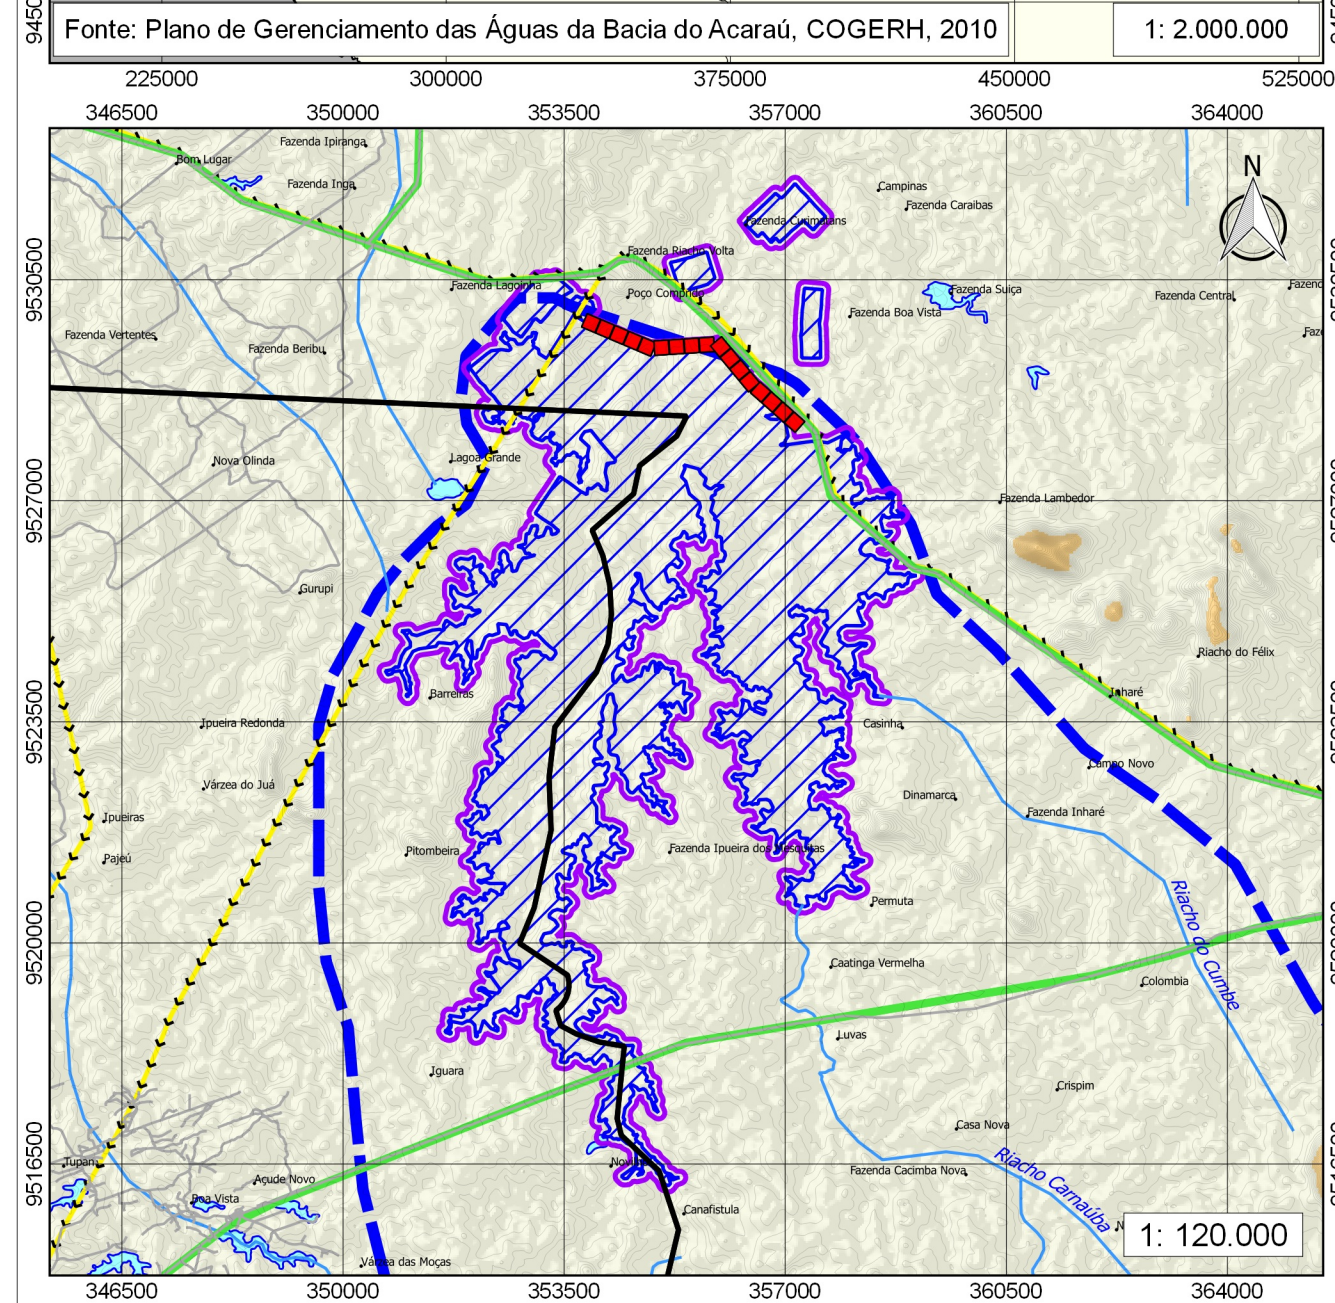 Fonte: Plano de Gerenciamento das Águas da Bacia do Acaraú, COGERH, 2010
1: 2.000.000
225000 300000 375000 450000 525000
346500 350000 353500 357000 360500 364000
Fazenda Ipiranga
Bom Lugar
Fazenda Inga
Campinas
Fazenda Caraibas
N
Fazenda Curimatans
Fazenda Riacho Volta
9530500
Fazenda Lagoinha
Poço Comprido
Fazenda Suiça
Fazenda Central
Fazenda Boa Vista
Fazenda Vertentes
Fazenda Beribu
Nova Olinda
Lagoa Grande
9527000
Fazenda Lambedor
Gurupi
Riacho do Félix
Barreiras
Inharé
9523500
Ipueira Redonda
Casinha
Campo Novo
Várzea do Juá
Dinamarca
Ipueiras
Fazenda Inharé
Pajeú
Pitombeira
Fazenda Ipueira dos Mesquitas
Permuta
Riacho do Cumbe
9520000
Caatinga Vermelha
Colombia
Luvas
Iguara
Crispim
Casa Nova
9516500
Tupan
Fazenda Cacimba Nova
Riacho Carnaúba
Açude Novo
Boa Vista
Canafistula
1: 120.000
Várzea das Moças
346500 350000 353500 357000 360500 364000